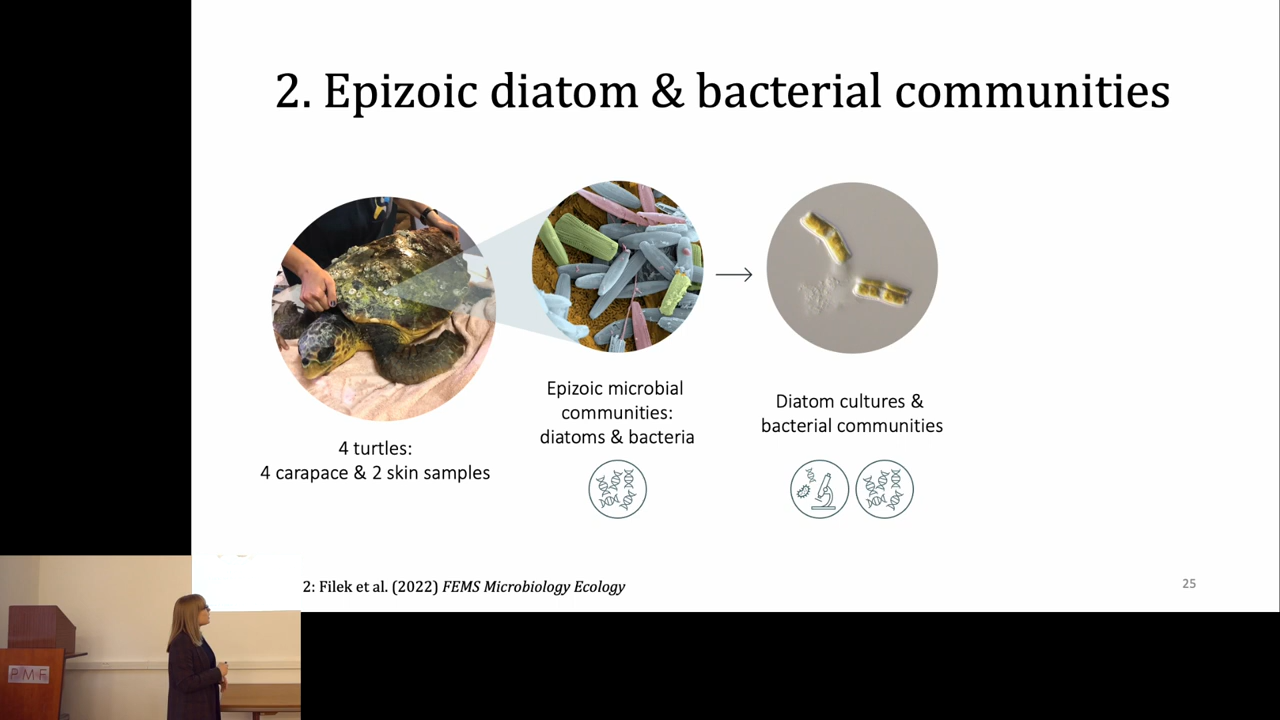 2. Epizoic diatom & bacterial communities
4 turtles:
4 carapace & 2 skin samples
Epizoic microbial
communities:
diatoms & bacteria
Diatom cultures &
bacterial communities
2: Filek et al. (2022) FEMS Microbiology Ecology
25
PMF